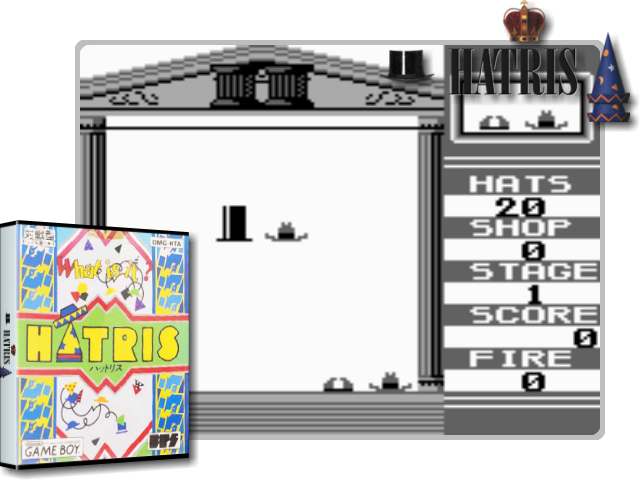 HATRIS
HATS
20
SHOP
0
STAGE
1
SCORE
0
FIRE
0
DMG-HTA
What is it?
HATRIS
ハットリス
HATRIS
GAME BOY
BPS